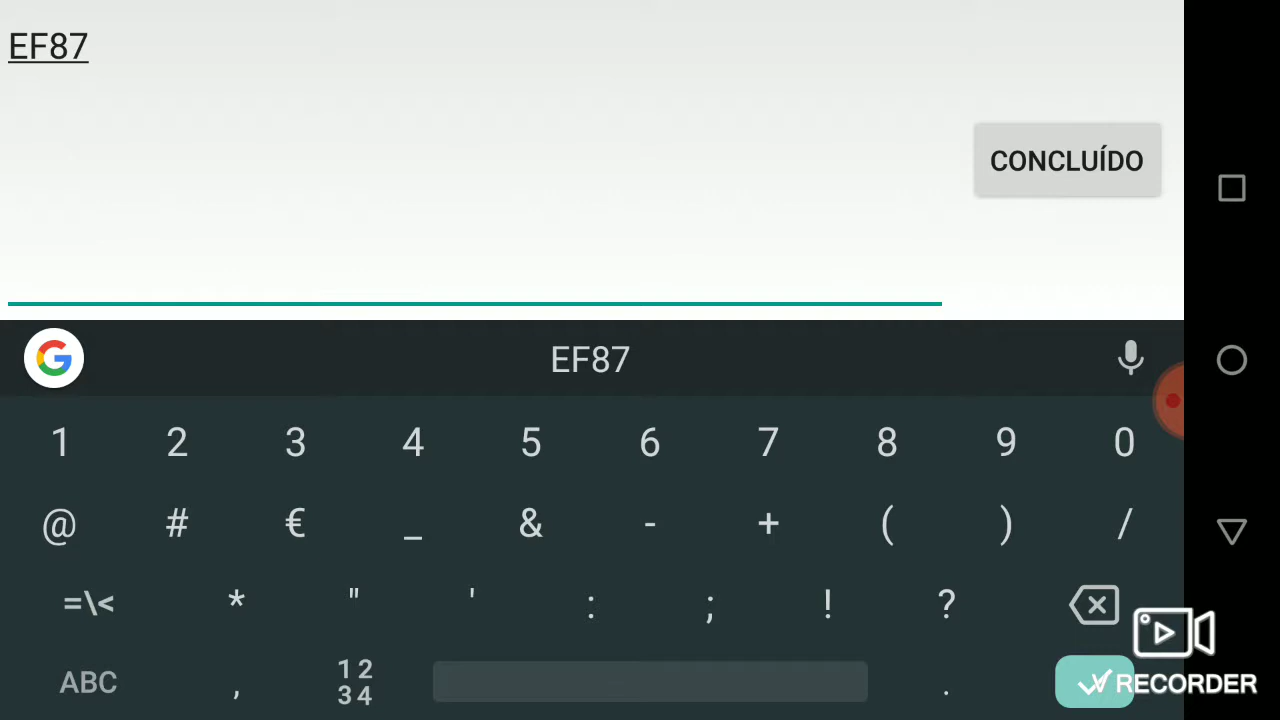 EF87
CONCLUÍDO
G EF87
1 2 3 4 5 6 7 8 9 0
@ # € _ & - + ( ) /
=\< * " ' : ; ! ?
ABC , 12 .
34
V RECORDER